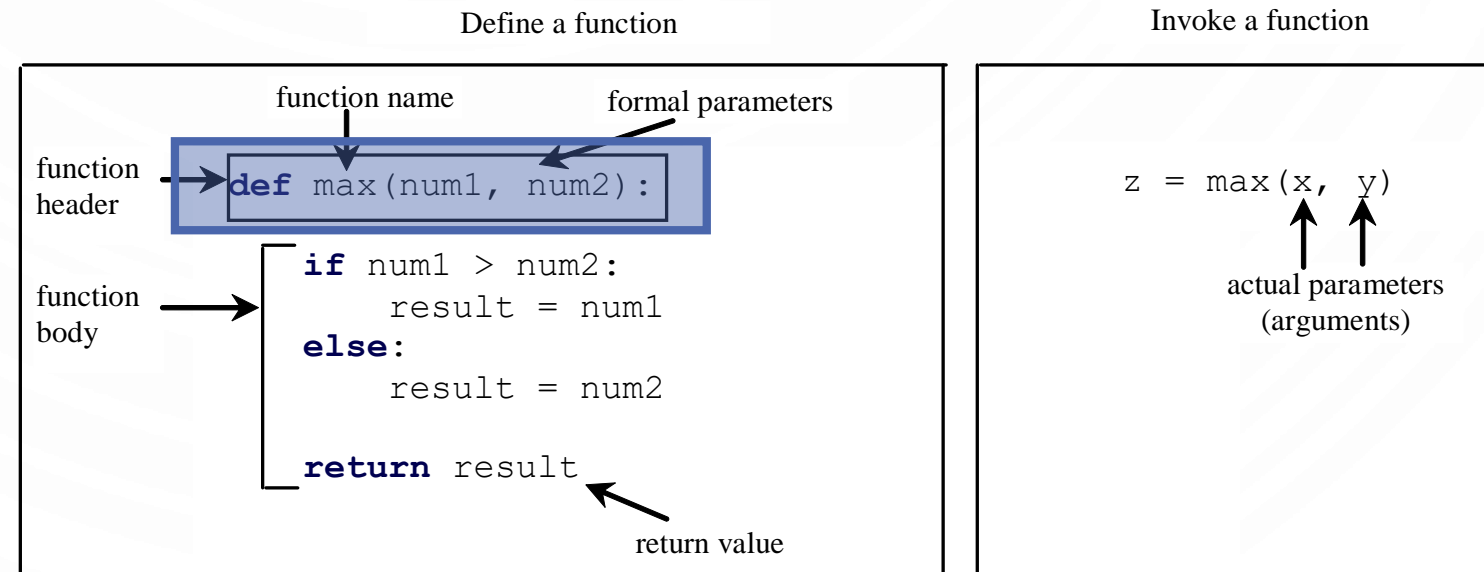 Define a function
function name
formal parameters
function
header
def max(num1, num2):
function
body
if num1 > num2:
result = num1
else:
result = num2
return result
return value
Invoke a function
z = max(x, y)
actual parameters
(arguments)